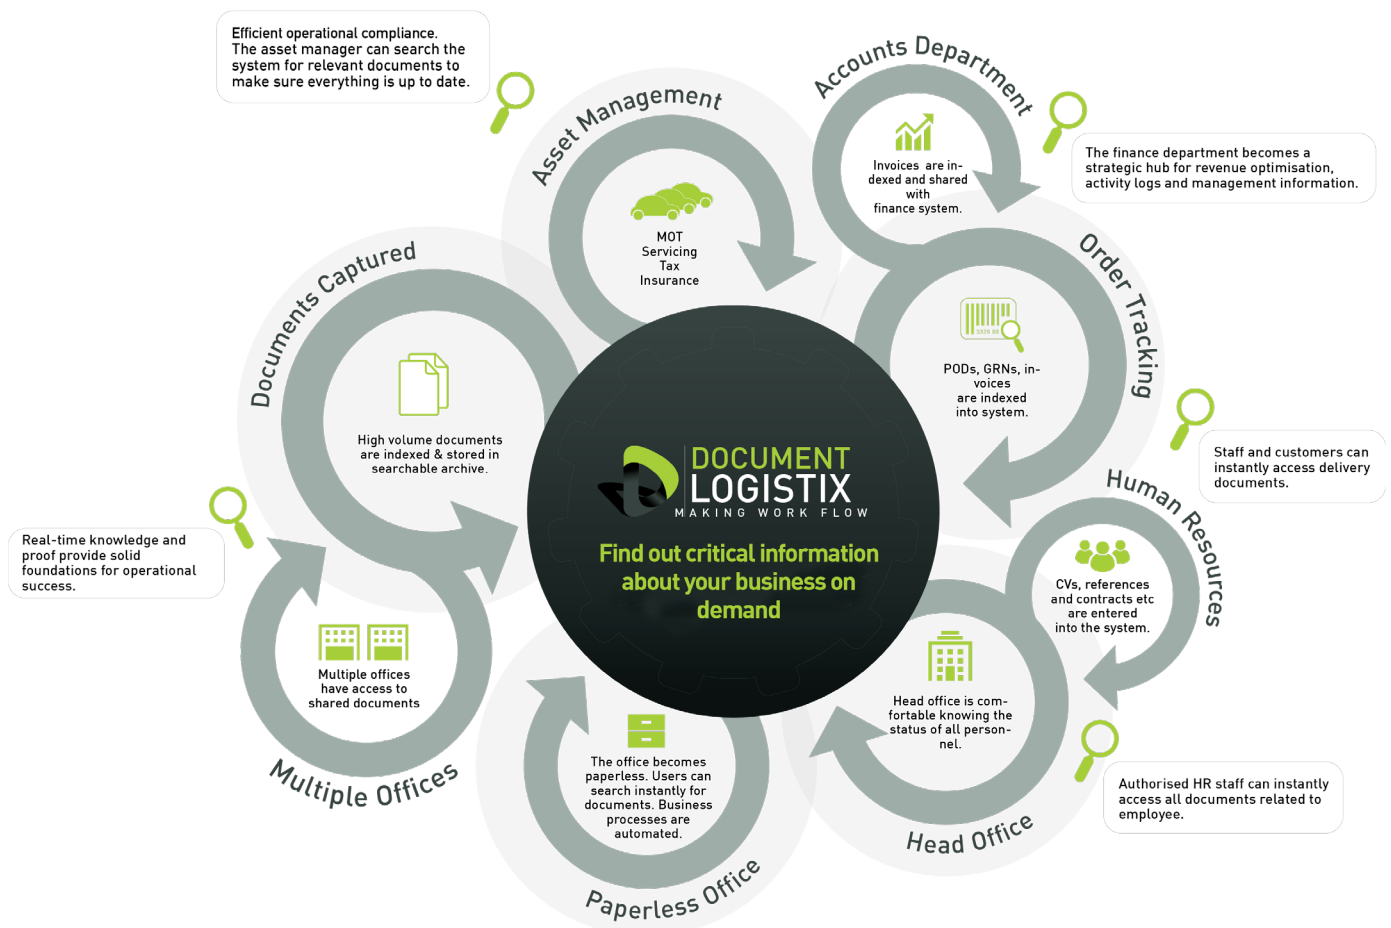 Efficient operational compliance.
The asset manager can search the
system for relevant documents to
make sure everything is up to date.
Asset Management
MOT
Servicing
Tax
Insurance
Accounts Department
Invoices are in-
dexed and shared
with
finance system.
The finance department becomes a
strategic hub for revenue optimisation,
activity logs and management information.
Documents Captured
High volume documents
are indexed & stored in
searchable archive.
Order Tracking
PODs, GRNs, in-
voices
are indexed
into system.
Staff and customers can
instantly access delivery
documents.
DOCUMENT
LOGISTIX
MAKING WORK FLOW
Find out critical information
about your business on
demand
Human Resources
CVs, references
and contracts etc
are entered
into the system.
Real-time knowledge and
proof provide solid
foundations for operational
success.
Multiple offices
have access to
shared documents
Multiple Offices
The office becomes
paperless. Users can
search instantly for
documents. Business
processes are
automated.
Paperless Office
Head office is com-
fortable knowing the
status of all person-
nel.
Head Office
Authorised HR staff can instantly
access all documents related to
employee.